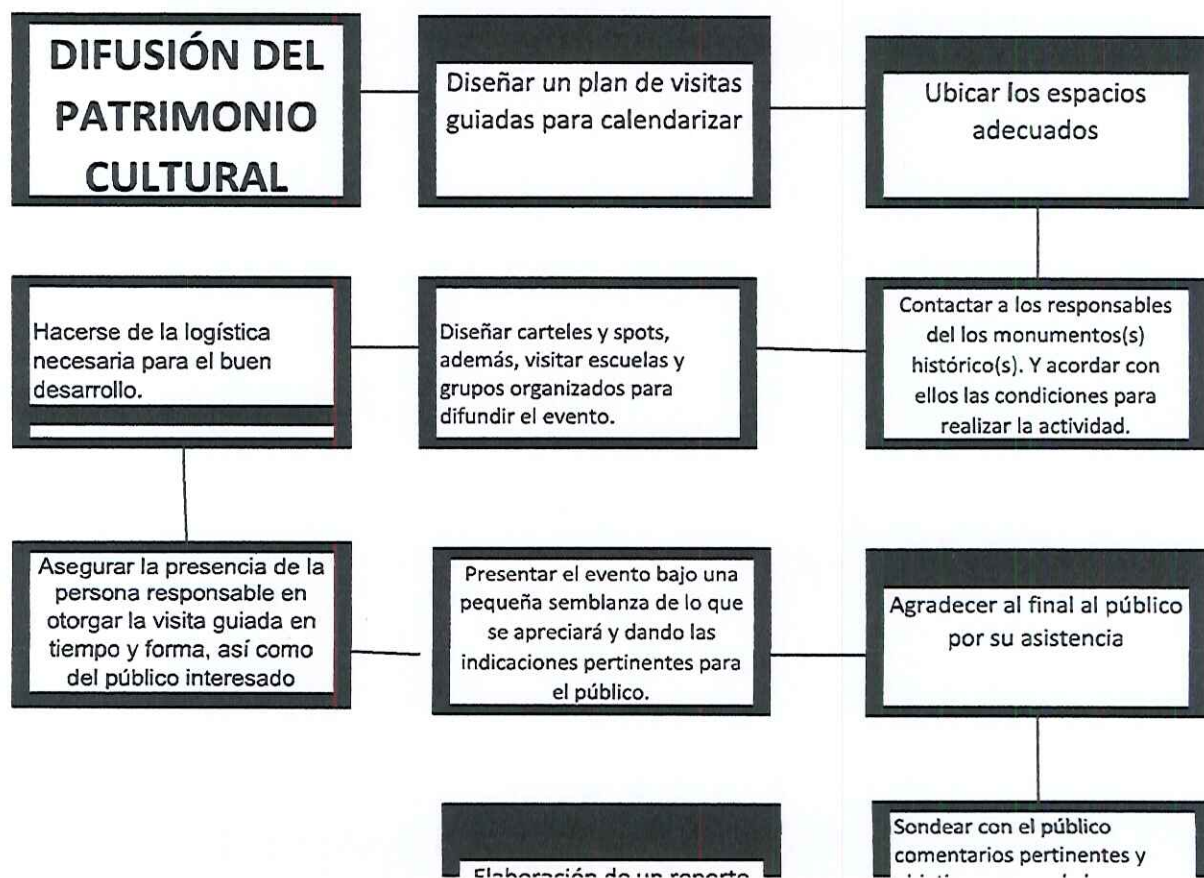 DIFUSIÓN DEL
PATRIMONIO
CULTURAL
Diseñar un plan de visitas
guiadas para calendarizar
Ubicar los espacios
adecuados
Contactar a los responsables
del los monumentos(s)
histórico(s). Y acordar con
ellos las condiciones para
realizar la actividad.
Diseñar carteles y spots,
además, visitar escuelas y
grupos organizados para
difundir el evento.
Hacerse de la logística
necesaria para el buen
desarrollo.
Asegurar la presencia de la
persona responsable en
otorgar la visita guiada en
tiempo y forma, así como
del público interesado
Presentar el evento bajo una
pequeña semblanza de lo que
se apreciará y dando las
indicaciones pertinentes para
el público.
Agradecer al final al público
por su asistencia
Sondear con el público
comentarios pertinentes y
Elaboración de un reporte